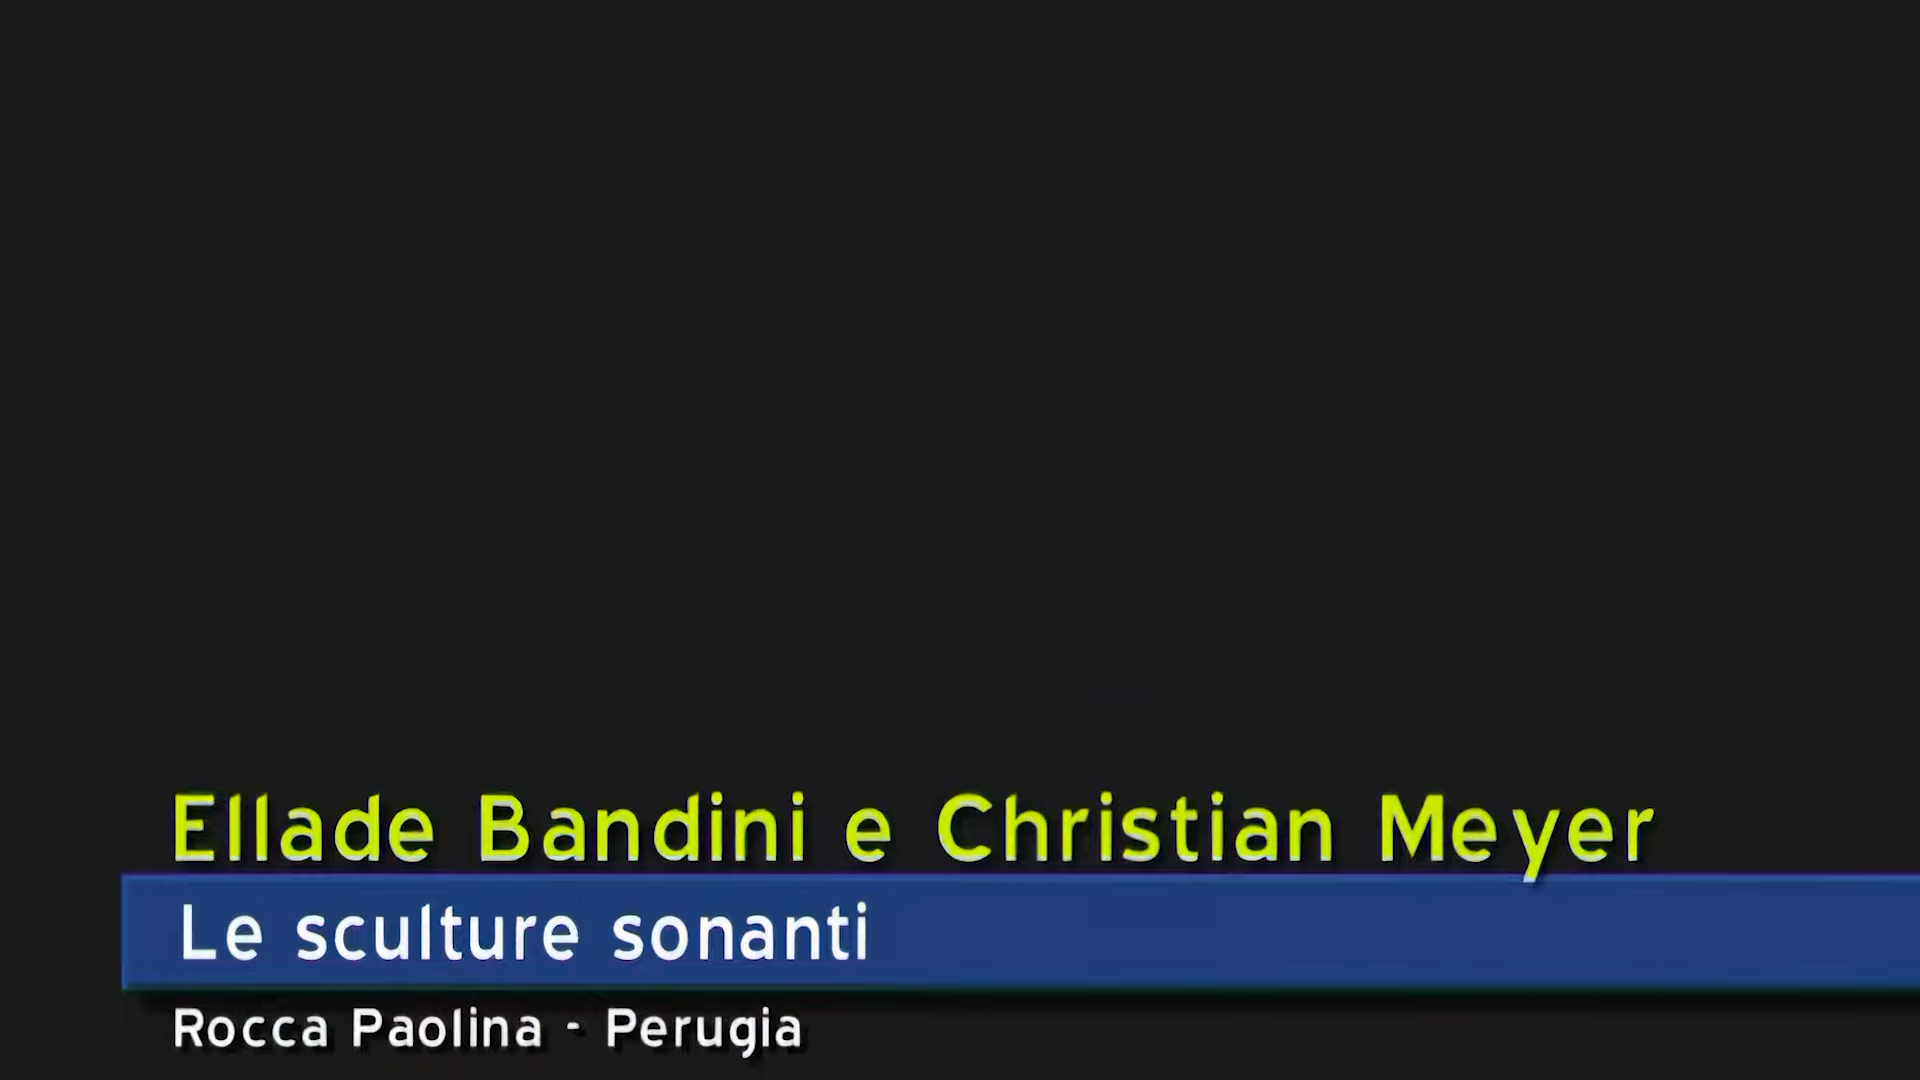 Ellade Bandini e Christian Meyer
Le sculture sonanti
Rocca Paolina - Perugia